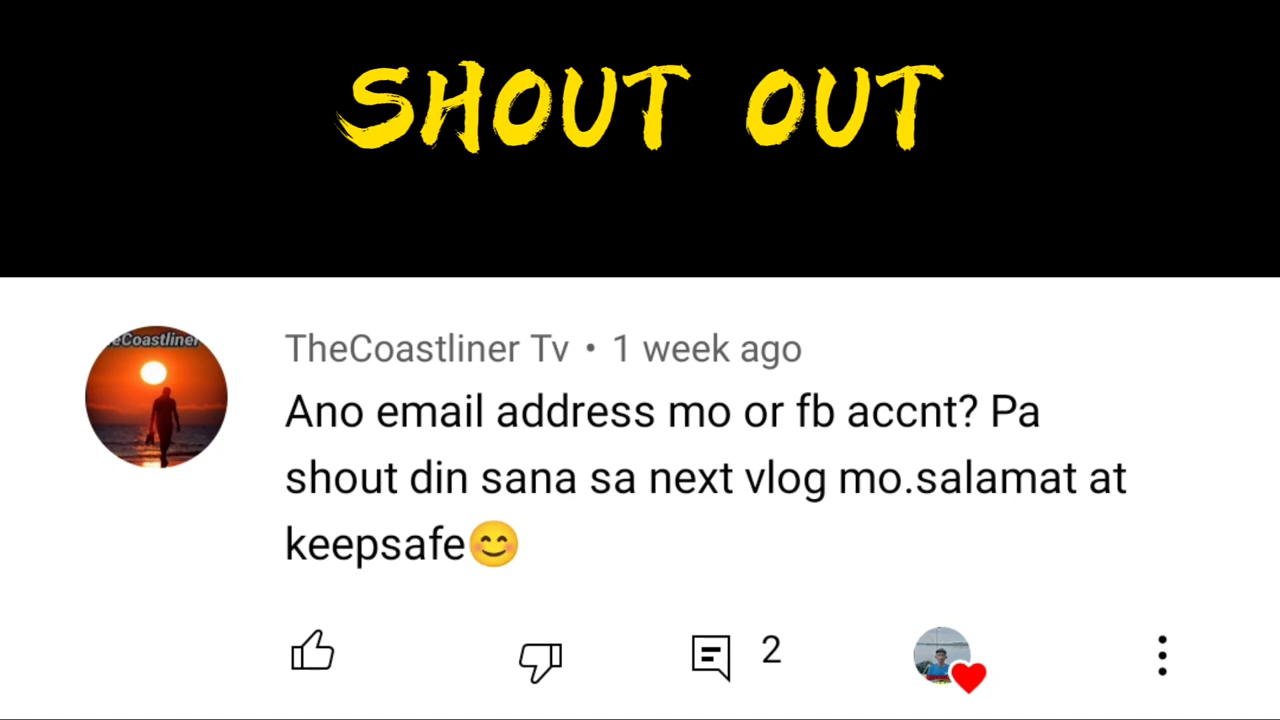 SHOUT OUT
eCoastliner
TheCoastliner Tv • 1 week ago
Ano email address mo or fb accnt? Pa
shout din sana sa next vlog mo.salamat at
keepsafe😊
2